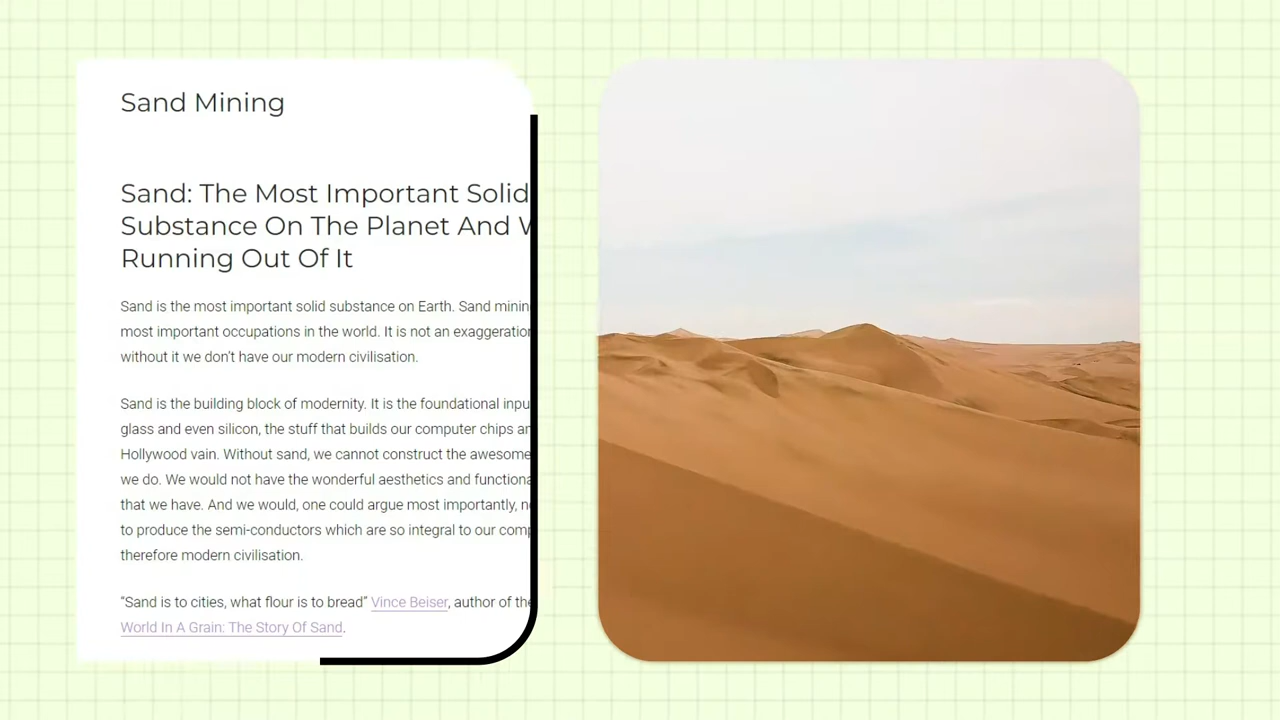 Sand Mining
Sand: The Most Important Solid
Substance On The Planet And
Running Out Of It
Sand is the most important solid substance on Earth. Sand
most important occupations in the world. It is not an
without it we don't have our modern civilisation.
Sand is the building block of modernity. It is the foundational
glass and even silicon, the stuff that builds our computer chips
Hollywood vain. Without sand, we cannot construct the awesome
we do. We would not have the wonderful aesthetics and
that we have. And we would, one could argue most importantly,
to produce the semi-conductors which are so integral to our
therefore modern civilisation.
“Sand is to cities, what flour is to bread” Vince Beiser, author of the
World In A Grain: The Story Of Sand.